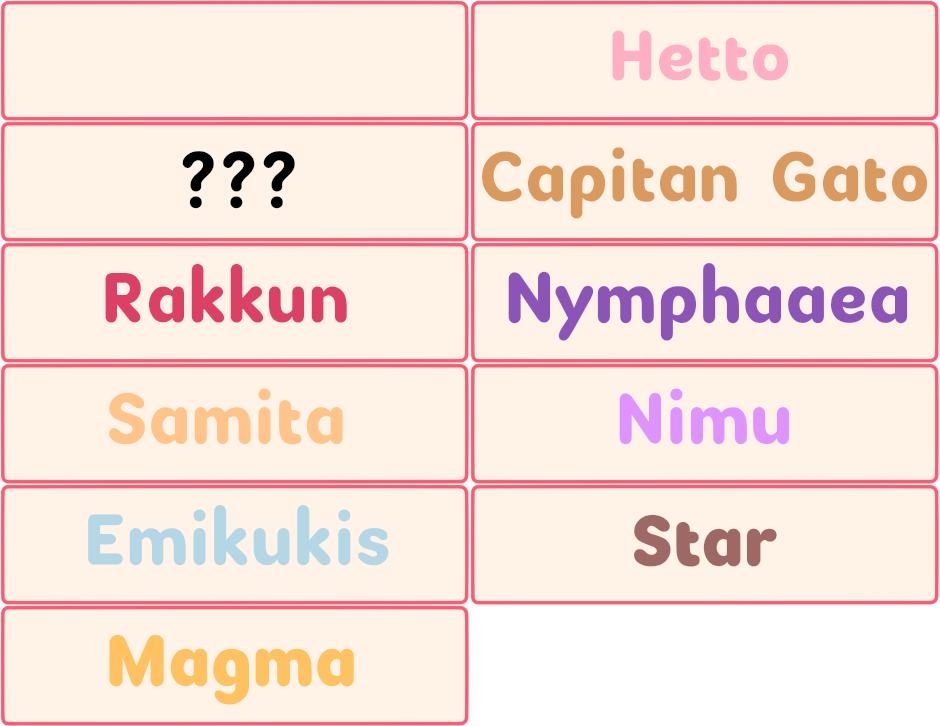 Hetto
???
Capitan Gato
Rakkun
Nymphaaea
Samita
Nimu
Emikukis
Star
Magma